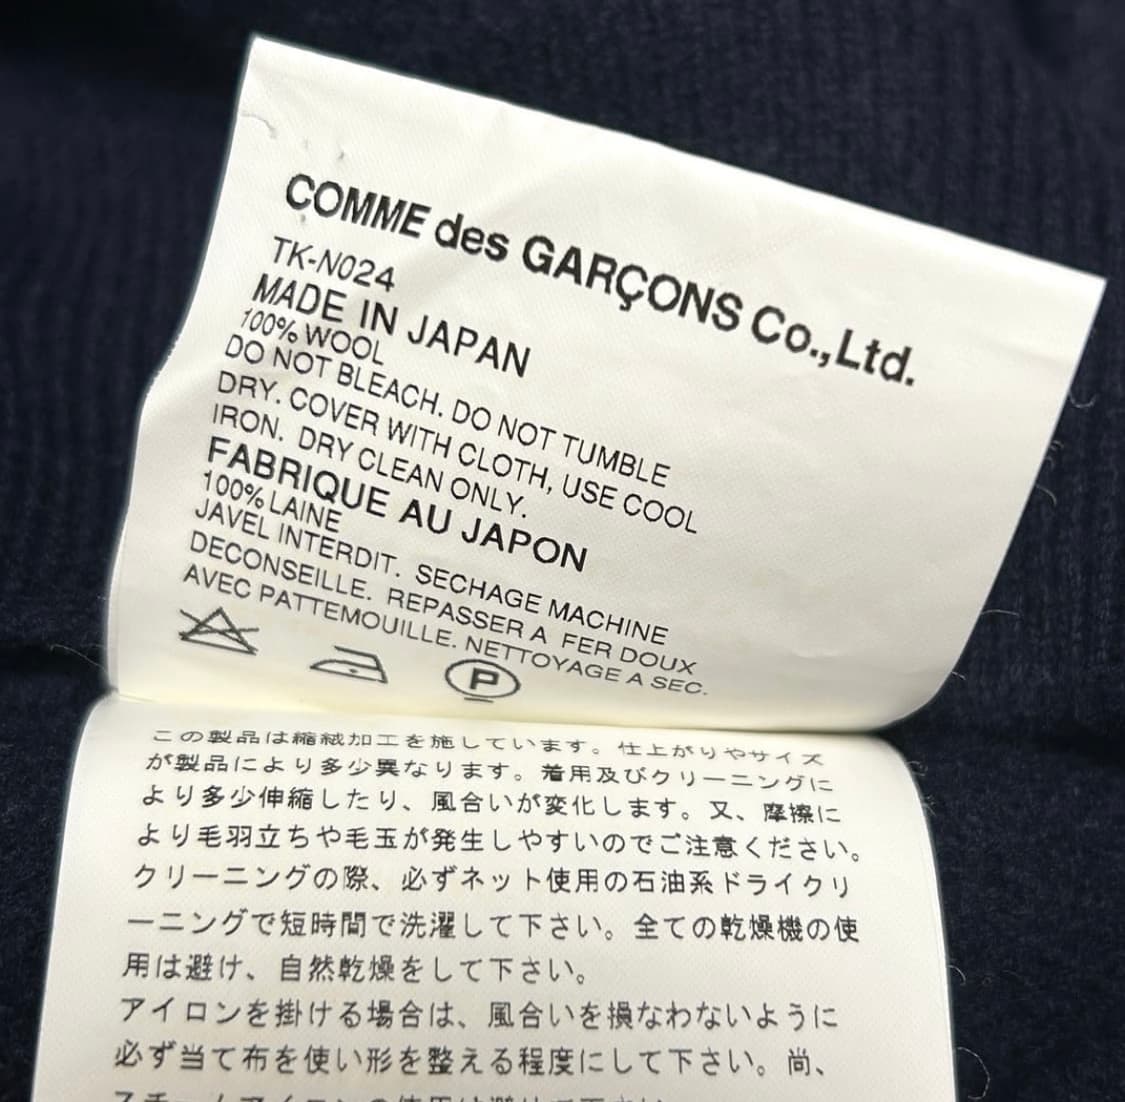 COMME des GARÇONS Co.,Ltd.
TK-N024
MADE IN JAPAN
100% WOOL
DO NOT BLEACH. DO NOT TUMBLE
DRY. COVER WITH CLOTH, USE COOL
IRON. DRY CLEAN ONLY.
FABRIQUE AU JAPON
100% LAINE
JAVEL INTERDIT. SECHAGE MACHINE
DECONSEILLE. REPASSER A FER DOUX
AVEC PATTEMOUILLE. NETTOYAGE A SEC.
P
この製品は縮絨加工を施しています。仕上がりやサイズ
が製品により多少異なります。着用及びクリーニングに
より多少伸縮したり、風合いが変化します。又、摩擦に
より毛羽立ちや毛玉が発生しやすいのでご注意ください。
クリーニングの際、必ずネット使用の石油系ドライクリ
ーニングで短時間で洗濯して下さい。全ての乾燥機の使
用は避け、自然乾燥をして下さい。
アイロンを掛ける場合は、風合いを損なわないように
必ず当て布を使い形を整える程度にして下さい。尚、